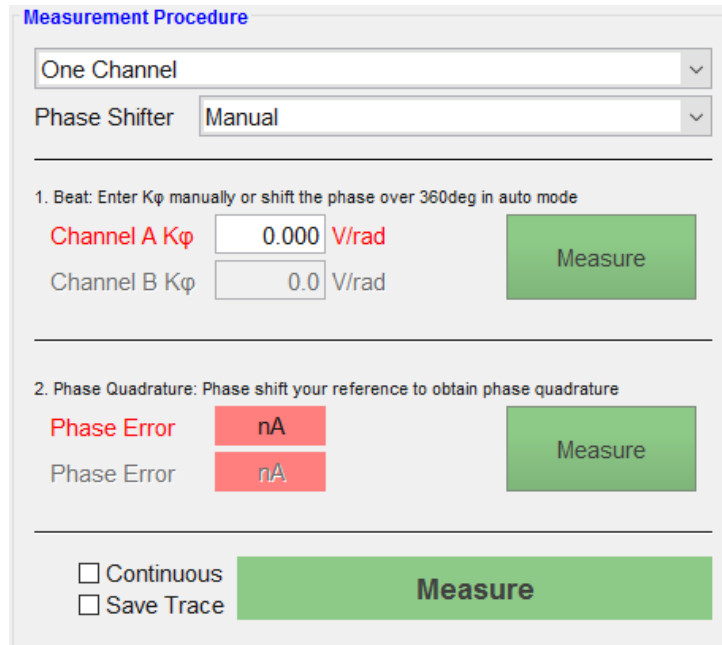 Measurement Procedure
One Channel
Phase Shifter Manual
1. Beat: Enter Kφ manually or shift the phase over 360deg in auto mode
Channel A Kφ 0.000 V/rad
Measure
Channel B Kφ 0.0 V/rad
2. Phase Quadrature: Phase shift your reference to obtain phase quadrature
Phase Error nA
Measure
Phase Error nA
Continuous
Save Trace
Measure